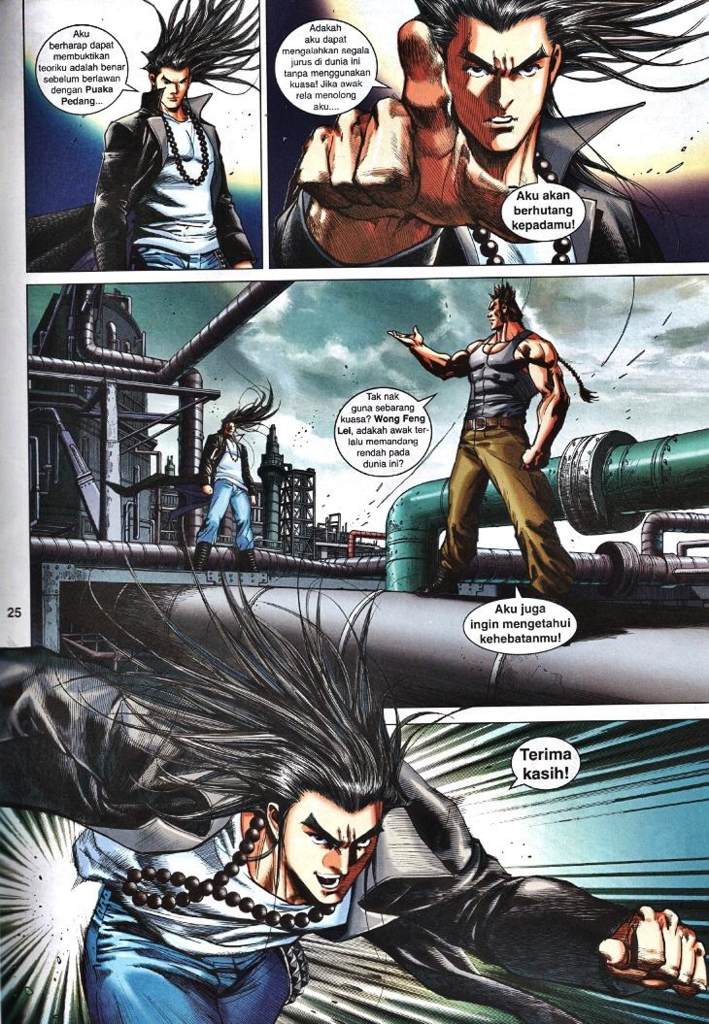 Aku
berharap dapat
membuktikan
teoriku adalah benar
sebelum berlawan
dengan Puaka
Pedang...
Adakah
aku dapat
mengalahkan segala
jurus di dunia ini
tanpa menggunakan
kuasa! Jika awak
rela menolong
aku....
Aku akan
berhutang
kepadamu!
Tak nak
guna sebarang
kuasa? Wong Feng
Lei, adakah awak ter-
lalu memandang
rendah pada
dunia ini?
Aku juga
ingin mengetahui
kehebatanmu!
25
Terima
kasih!